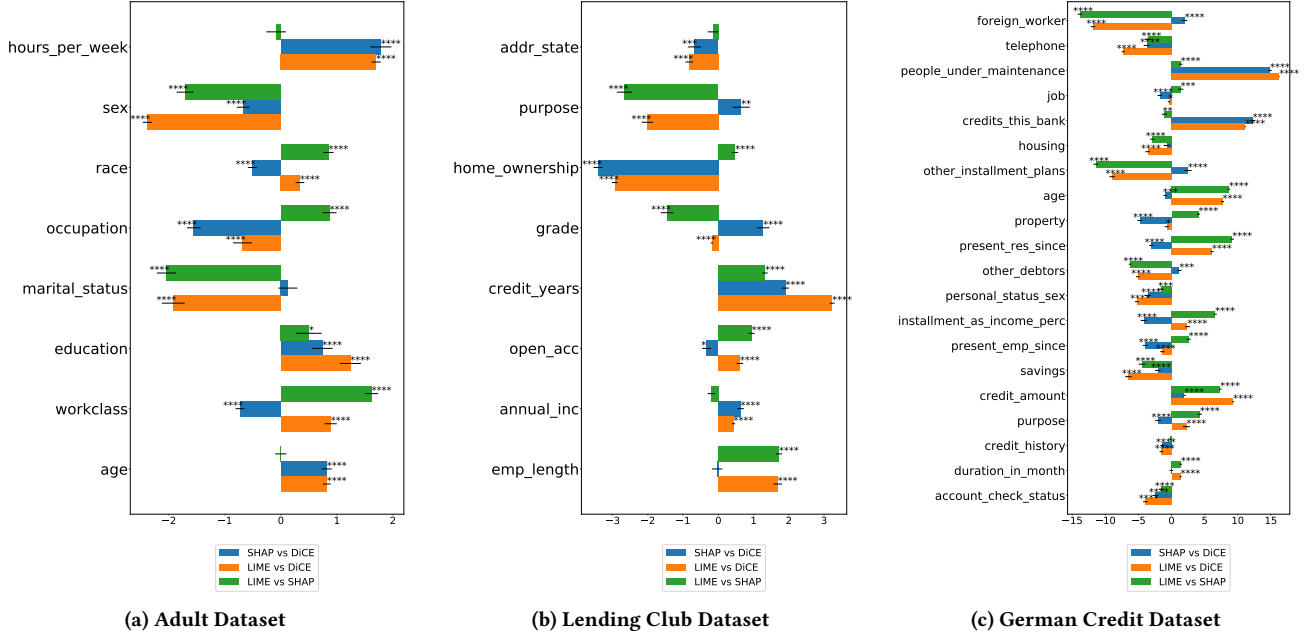 hours_per_week
sex
race
occupation
marital_status
education
workclass
age
**** **** **** **** **** **** **** **** **** **** **** **** **** * **** **** **** **** **** **** ****
−2 −1 0 1 2
SHAP vs DiCE
LIME vs DiCE
LIME vs SHAP
(a) Adult Dataset
addr_state
purpose
home_ownership
grade
credit_years
open_acc
annual_inc
emp_length
*** **** **** ** **** **** **** **** **** **** **** **** **** **** **** * **** **** **** **** ****
−3 −2 −1 0 1 2 3
SHAP vs DiCE
LIME vs DiCE
LIME vs SHAP
(b) Lending Club Dataset
foreign_worker
telephone
people_under_maintenance
job
credits_this_bank
housing
other_installment_plans
age
property
present_res_since
other_debtors
personal_status_sex
installment_as_income_perc
present_emp_since
savings
credit_amount
purpose
credit_history
duration_in_month
account_check_status
−15 −10 −5 0 5 10 15
SHAP vs DiCE
LIME vs DiCE
LIME vs SHAP
(c) German Credit Dataset